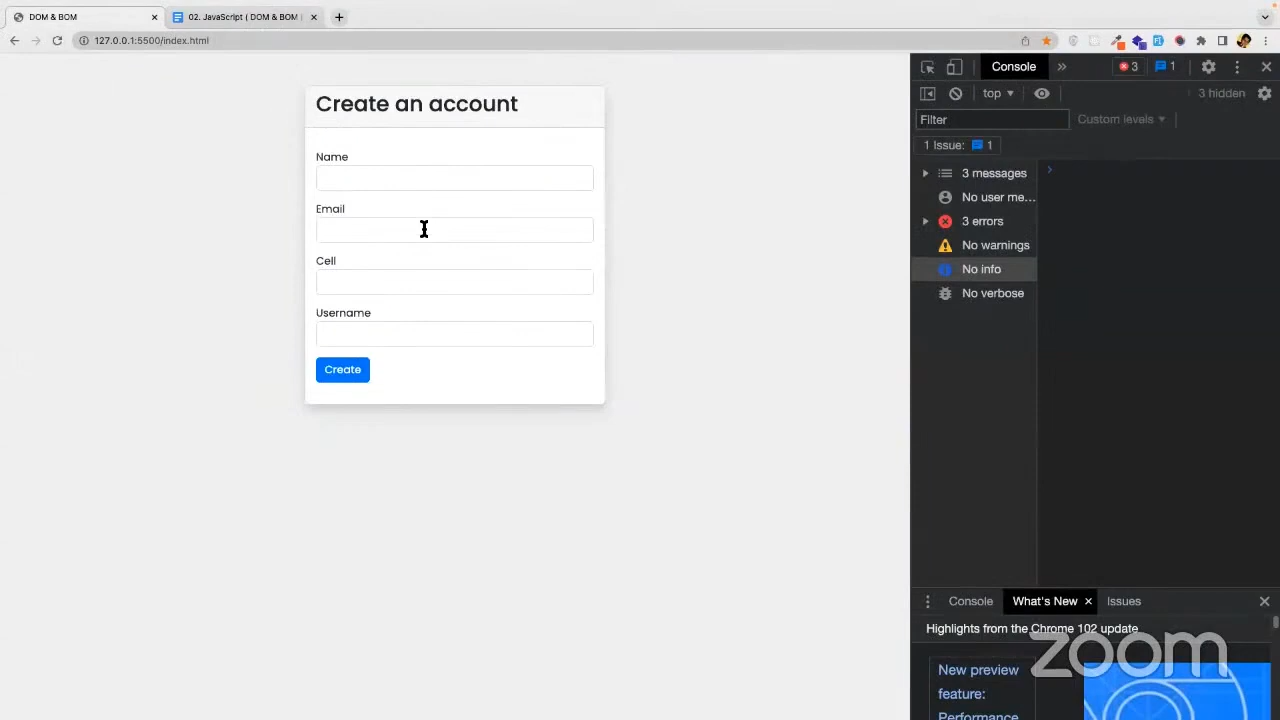 DOM & BOM
02. JavaScript ( DOM & BOM )
127.0.0.1:5500/index.html
Create an account
Name
Email
Cell
Username
Create
Console
3
1
top
3 hidden
Filter
Custom levels
1 Issue:
1
3 messages
No user me...
3 errors
No warnings
No info
No verbose
Console
What's New
Issues
Highlights from the Chrome 102 update
New preview
feature:
Performance
zoom